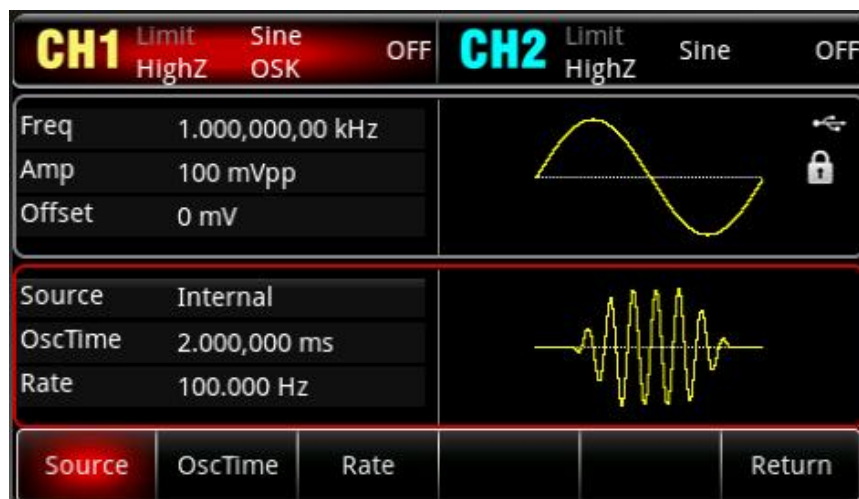 CH1 Limit Sine OFF CH2 Limit Sine OFF
HighZ OSK HighZ
Freq 1.000,000,00 kHz
Amp 100 mVpp
Offset 0 mV
Source Internal
OscTime 2.000,000 ms
Rate 100.000 Hz
Source OscTime Rate Return